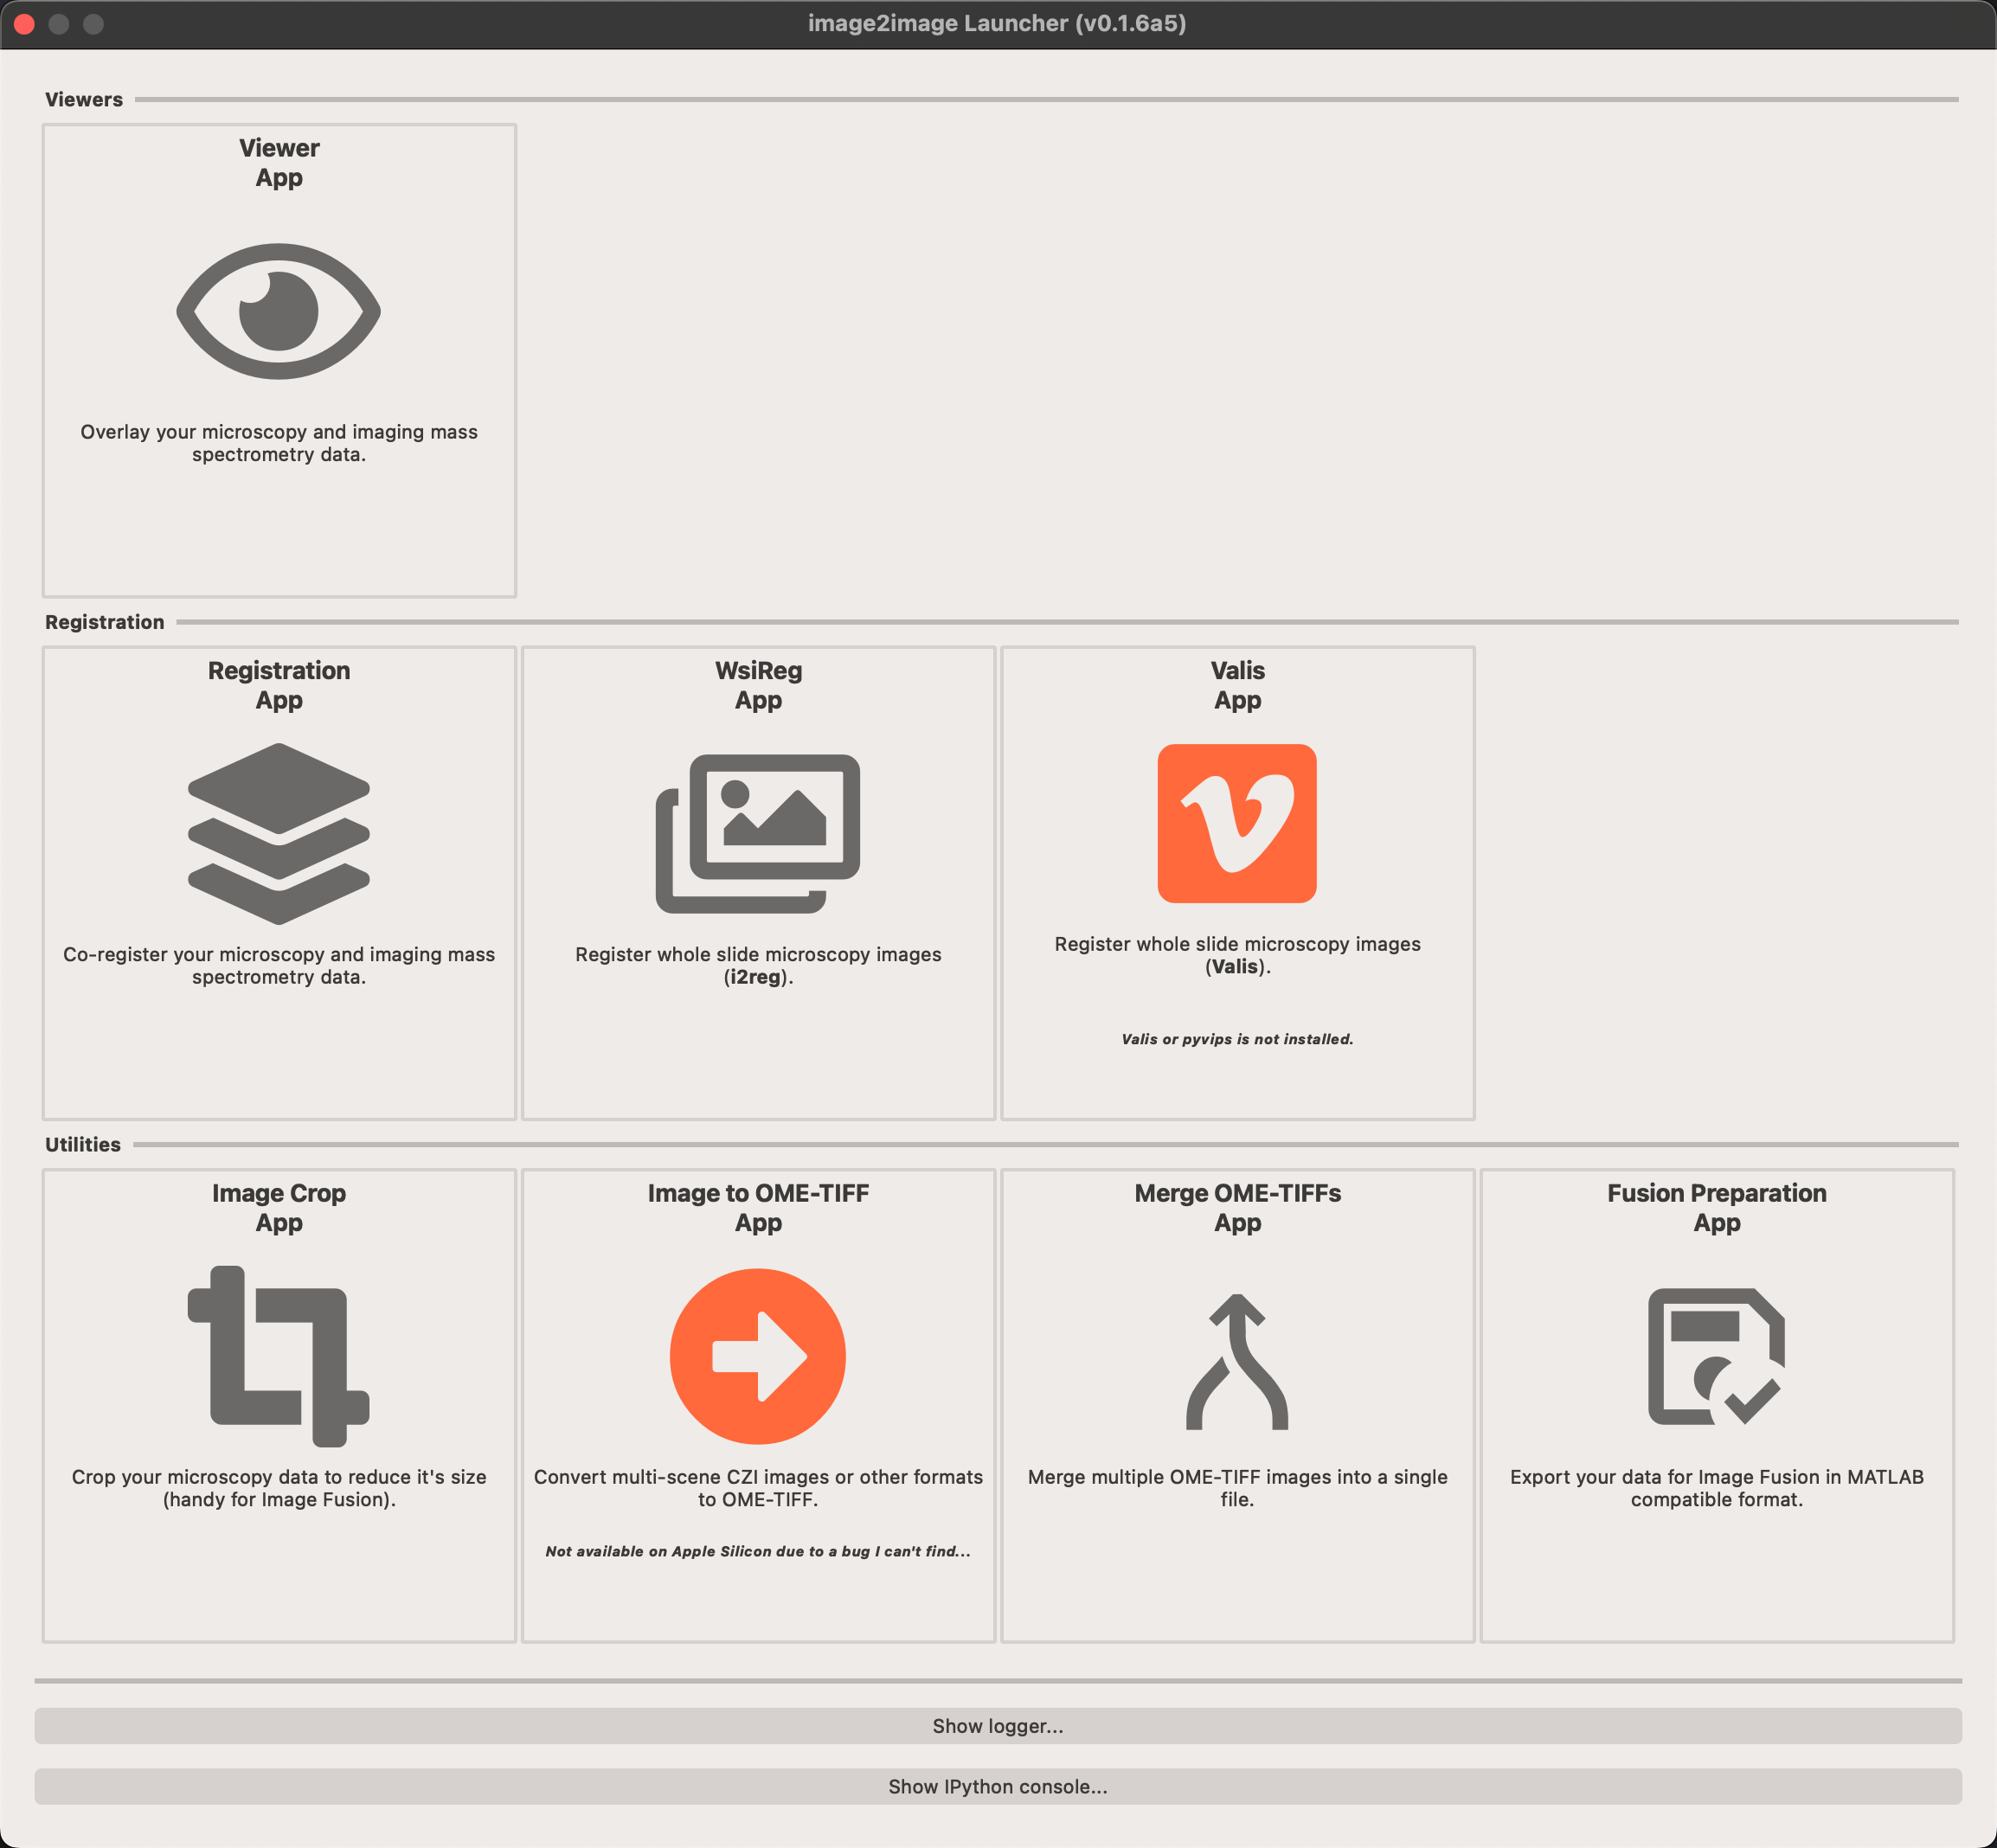 image2image Launcher (v0.1.6a5)
Viewers
Viewer
App
Overlay your microscopy and imaging mass
spectrometry data.
Registration
Registration
App
Co-register your microscopy and imaging mass
spectrometry data.
WsiReg
App
Register whole slide microscopy images
(i2reg).
Valis
App
Register whole slide microscopy images
(Valis).
Valis or pyvips is not installed.
Utilities
Image Crop
App
Crop your microscopy data to reduce it's size
(handy for Image Fusion).
Image to OME-TIFF
App
Convert multi-scene CZI images or other formats
to OME-TIFF.
Not available on Apple Silicon due to a bug I can't find...
Merge OME-TIFFs
App
Merge multiple OME-TIFF images into a single
file.
Fusion Preparation
App
Export your data for Image Fusion in MATLAB
compatible format.
Show logger...
Show IPython console...